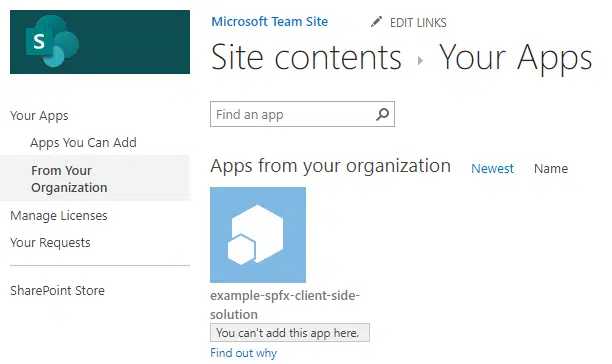 S
Microsoft Team Site
EDIT LINKS
Site contents ▸ Your Apps
Find an app
Your Apps
Apps You Can Add
From Your
Organization
Manage Licenses
Your Requests
SharePoint Store
Apps from your organization
Newest
Name
example-spfx-client-side-
solution
You can't add this app here.
Find out why